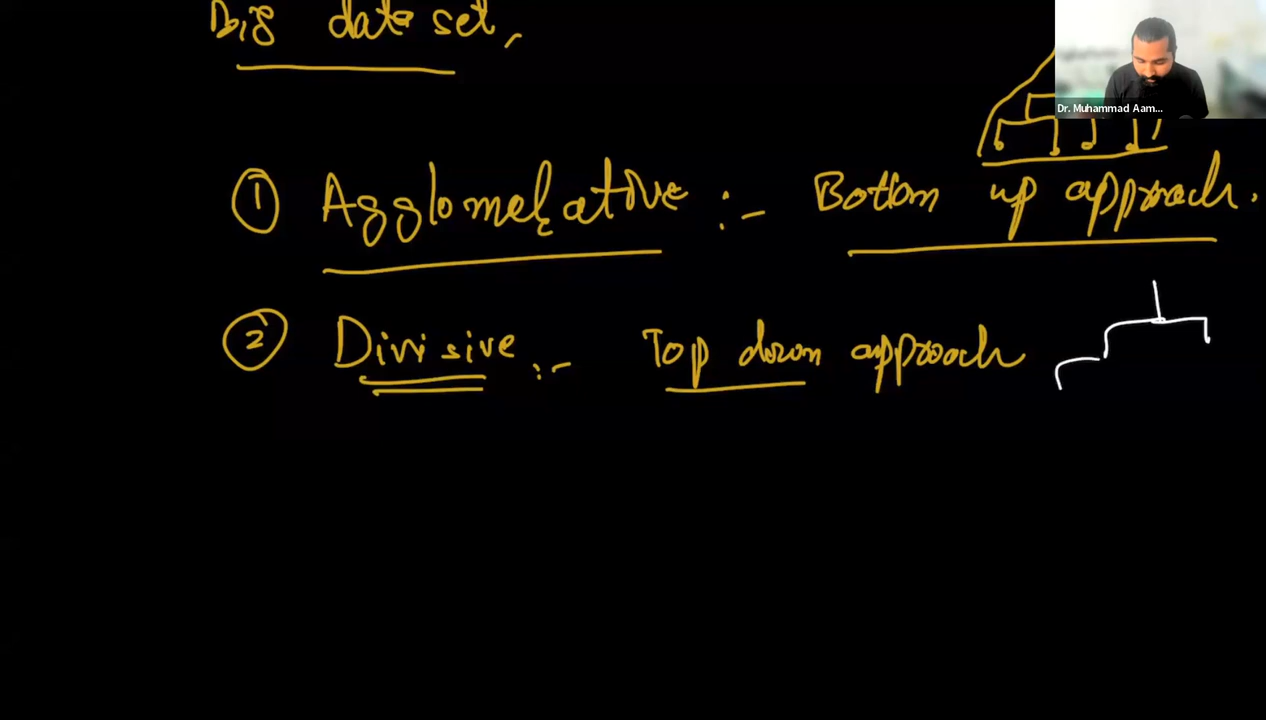 Big data set,
Dr. Muhammad Aam...
① Agglomerative :- Bottom up approach.
② Divisive :- Top down approach